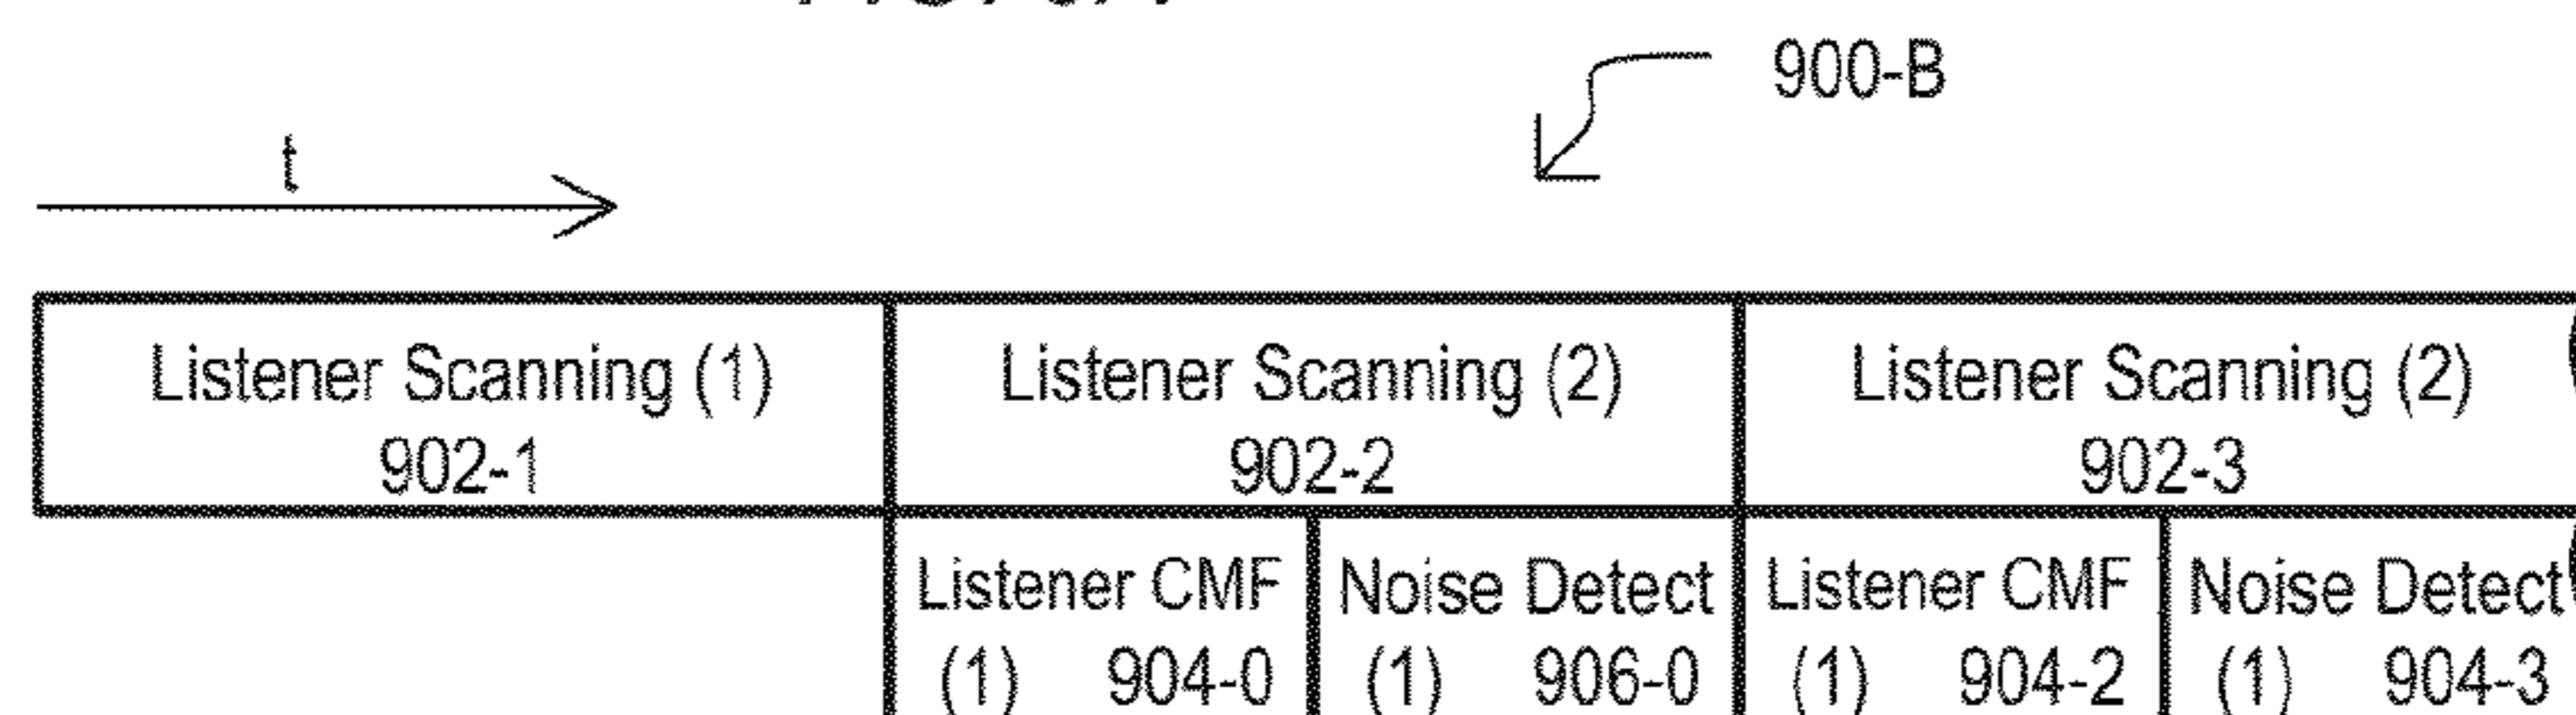 900-B
t
Listener Scanning (1) Listener Scanning (2) Listener Scanning (2)
902-1 902-2 902-3
Listener CMF Noise Detect Listener CMF Noise Detect
(1) 904-0 (1) 906-0 (1) 904-2 (1) 904-3